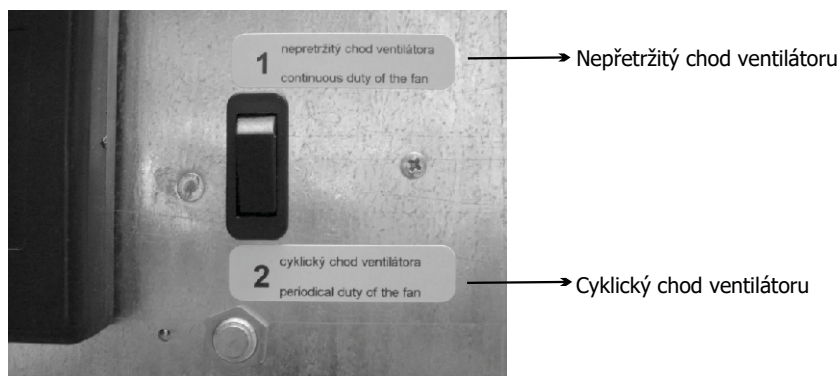 1 nepretržitý chod ventilátora
continuous duty of the fan
Nepřetržitý chod ventilátoru
2 cyklický chod ventilátora
periodical duty of the fan
Cyklický chod ventilátoru